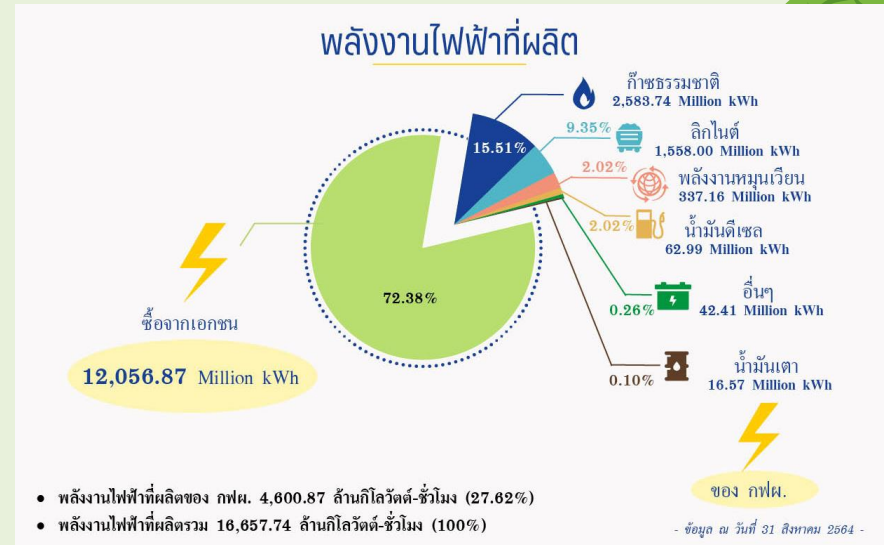 พลังงานไฟฟ้าที่ผลิต
ก๊าซธรรมชาติ
2,583.74 Million kWh
15.51%
9.35%
ลิกไนต์
1,558.00 Million kWh
2.02%
พลังงานหมุนเวียน
337.16 Million kWh
2.02%
น้ำมันดีเซล
62.99 Million kWh
72.38%
0.26%
อื่นๆ
42.41 Million kWh
ซื้อจากเอกชน
12,056.87 Million kWh
0.10%
น้ำมันเตา
16.57 Million kWh
ของ กฟผ.
• พลังงานไฟฟ้าที่ผลิตของ กฟผ. 4,600.87 ล้านกิโลวัตต์-ชั่วโมง (27.62%)
• พลังงานไฟฟ้าที่ผลิตรวม 16,657.74 ล้านกิโลวัตต์-ชั่วโมง (100%)
- ข้อมูล ณ วันที่ 31 สิงหาคม 2564 -